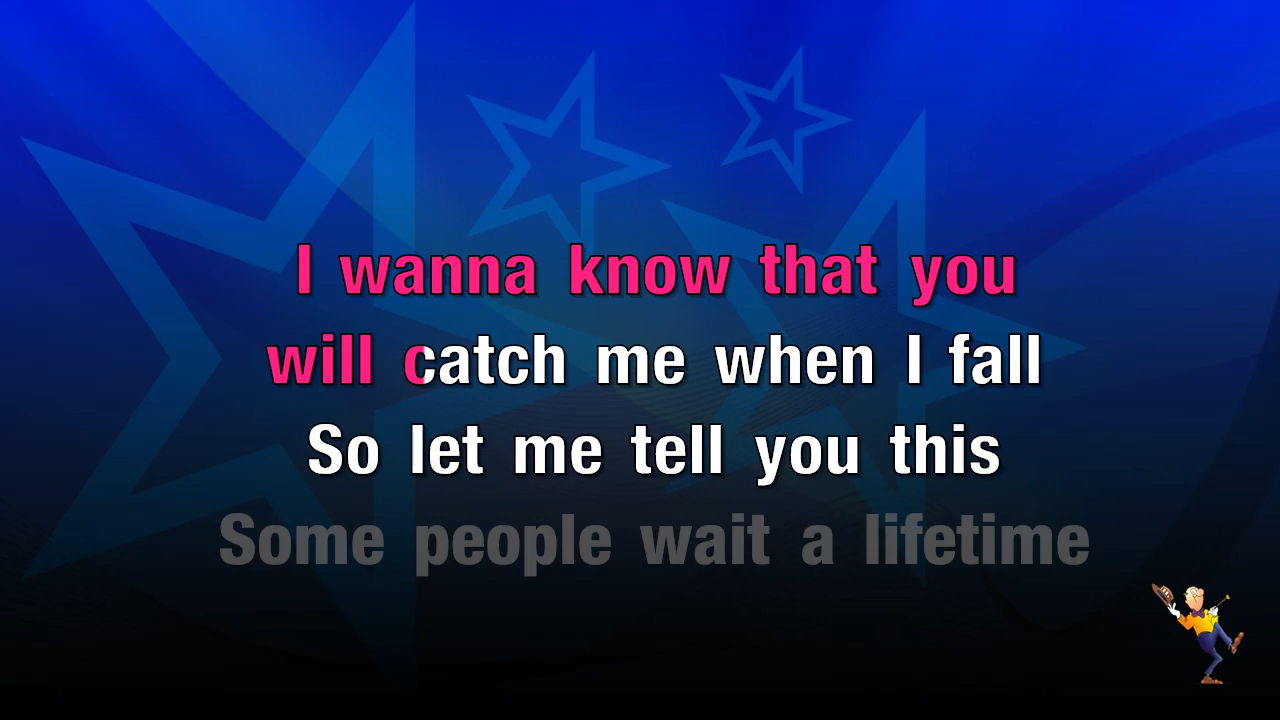 I wanna know that you
will catch me when I fall
So let me tell you this
Some people wait a lifetime